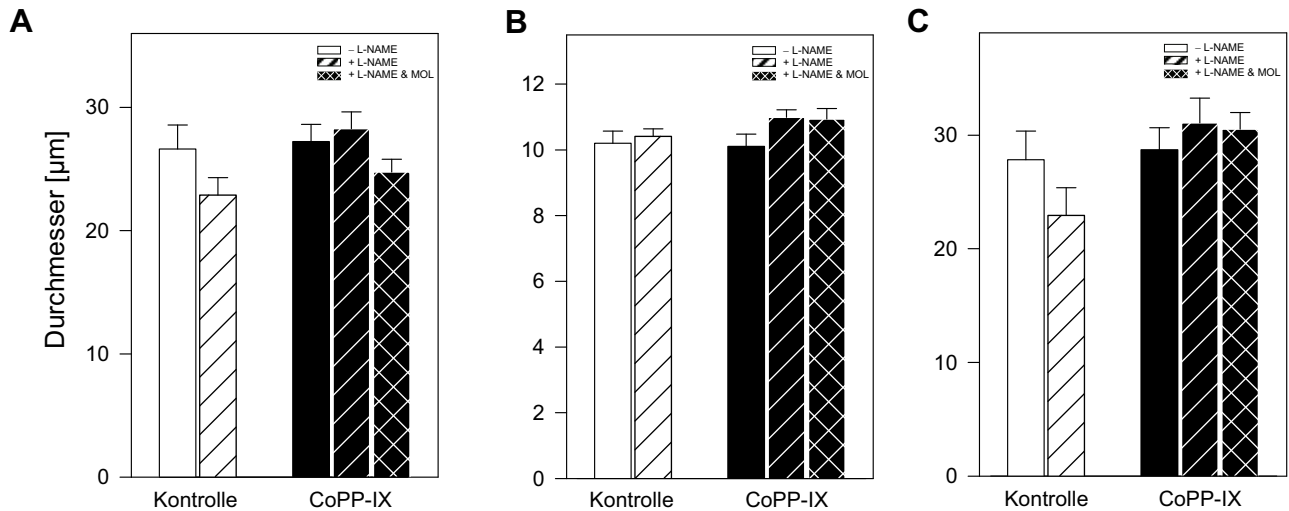 A
– L-NAME
+ L-NAME
+ L-NAME & MOL
Durchmesser [µm]
30
20
10
0
Kontrolle
CoPP-IX
B
– L-NAME
+ L-NAME
+ L-NAME & MOL
12
10
8
6
4
2
0
Kontrolle
CoPP-IX
C
– L-NAME
+ L-NAME
+ L-NAME & MOL
30
20
10
0
Kontrolle
CoPP-IX